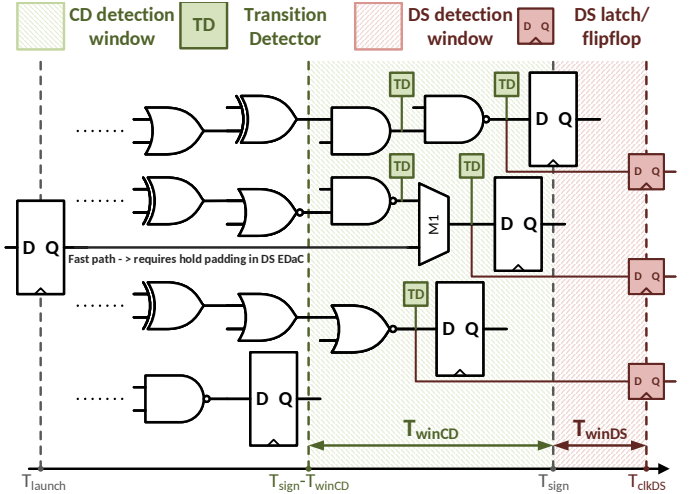 CD detection window
TD
Transition Detector
DS detection window
D Q
DS latch/ flipflop
TD
TD
D Q
D Q
TD
TD
M1
D Q
D Q
Fast path - > requires hold padding in DS EDaC
D Q
TD
D Q
D Q
D Q
TwinCD
TwinDS
Tlaunch
Tsign-TwinCD
Tsign
TclkDS